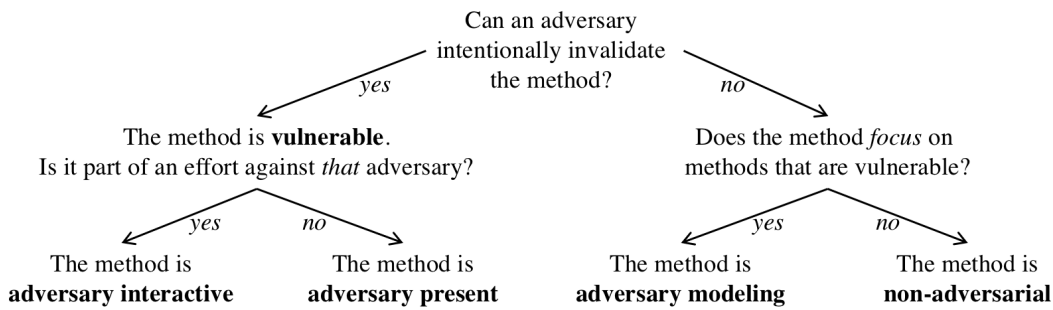 Can an adversary
intentionally invalidate
the method?
yes
no
The method is vulnerable.
Is it part of an effort against that adversary?
Does the method focus on
methods that are vulnerable?
yes
no
yes
no
The method is
adversary interactive
The method is
adversary present
The method is
adversary modeling
The method is
non-adversarial